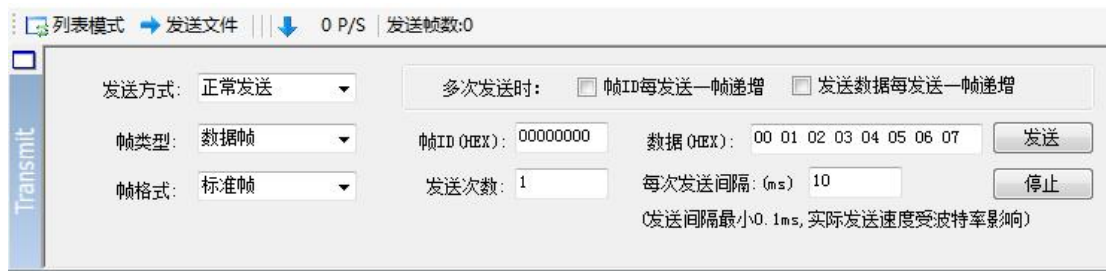 列表模式 发送文件 0 P/S 发送帧数:0
发送方式: 正常发送 多次发送时: 帧ID每发送一帧递增 发送数据每发送一帧递增
帧类型: 数据帧 帧ID(HEX): 00000000 数据(HEX): 00 01 02 03 04 05 06 07 发送
帧格式: 标准帧 发送次数: 1 每次发送间隔:(ms) 10 停止
(发送间隔最小0.1ms,实际发送速度受波特率影响)
Transmit